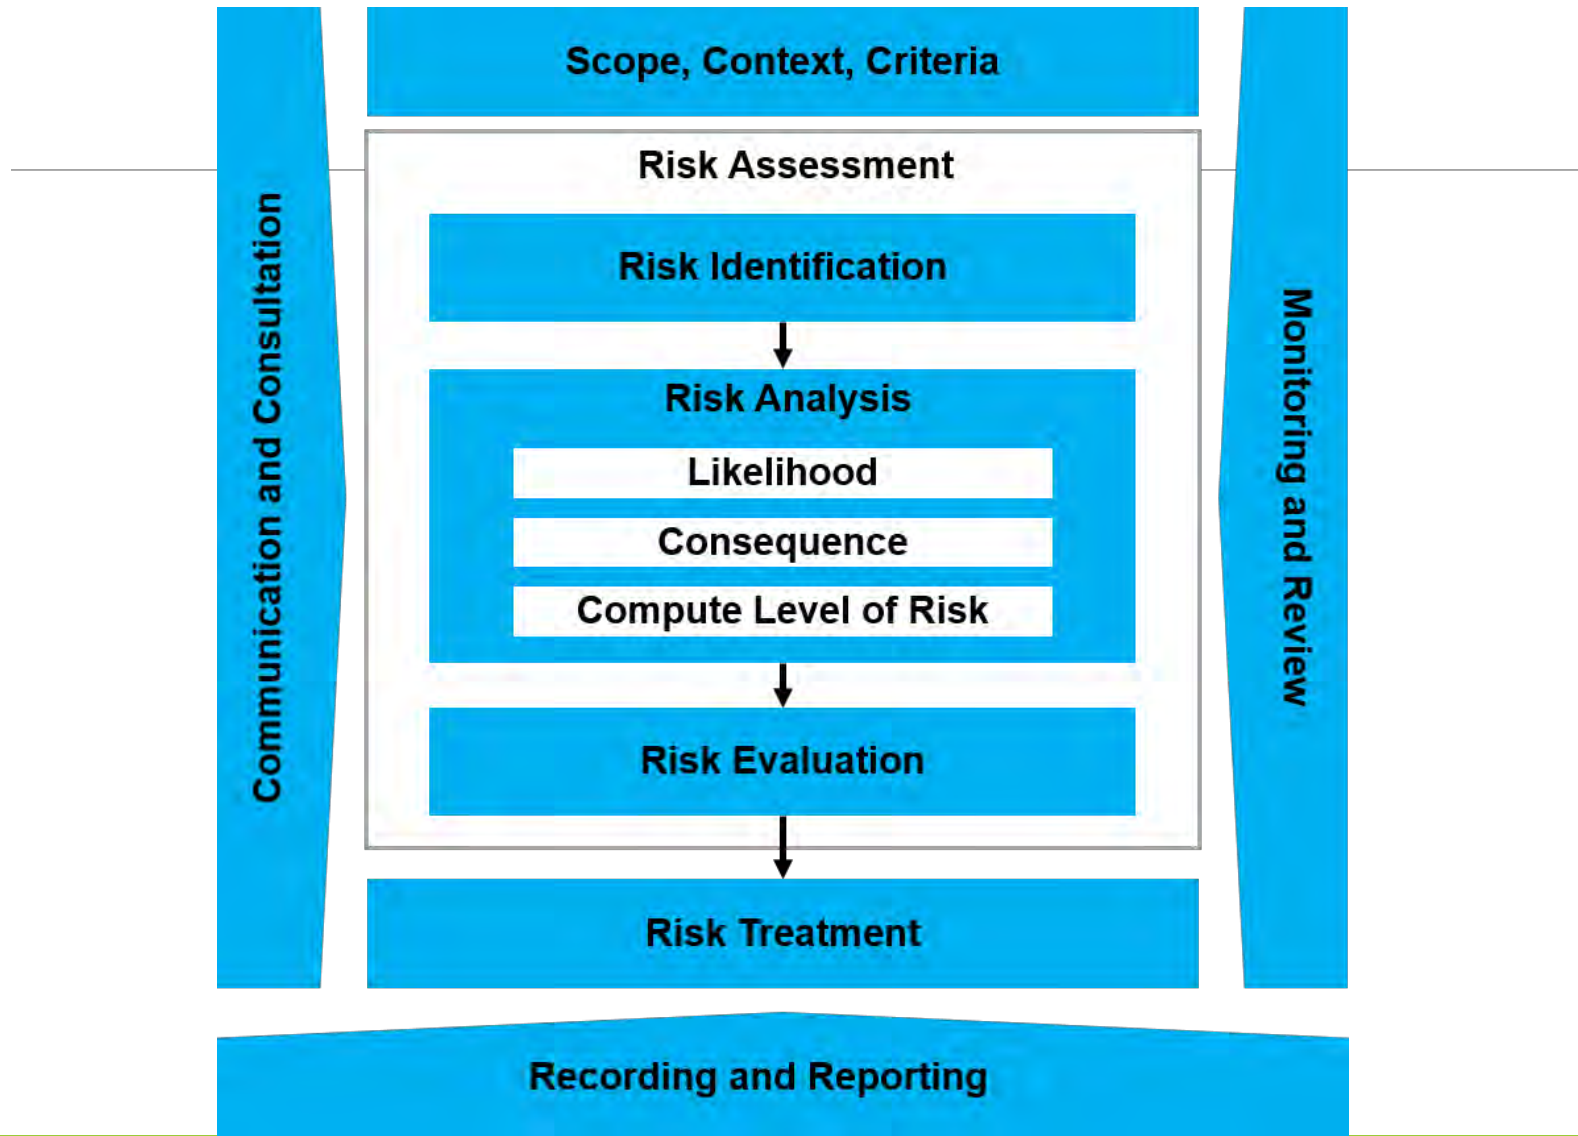 Scope, Context, Criteria
Risk Assessment
Risk Identification
Risk Analysis
Likelihood
Consequence
Compute Level of Risk
Risk Evaluation
Risk Treatment
Communication and Consultation
Monitoring and Review
Recording and Reporting